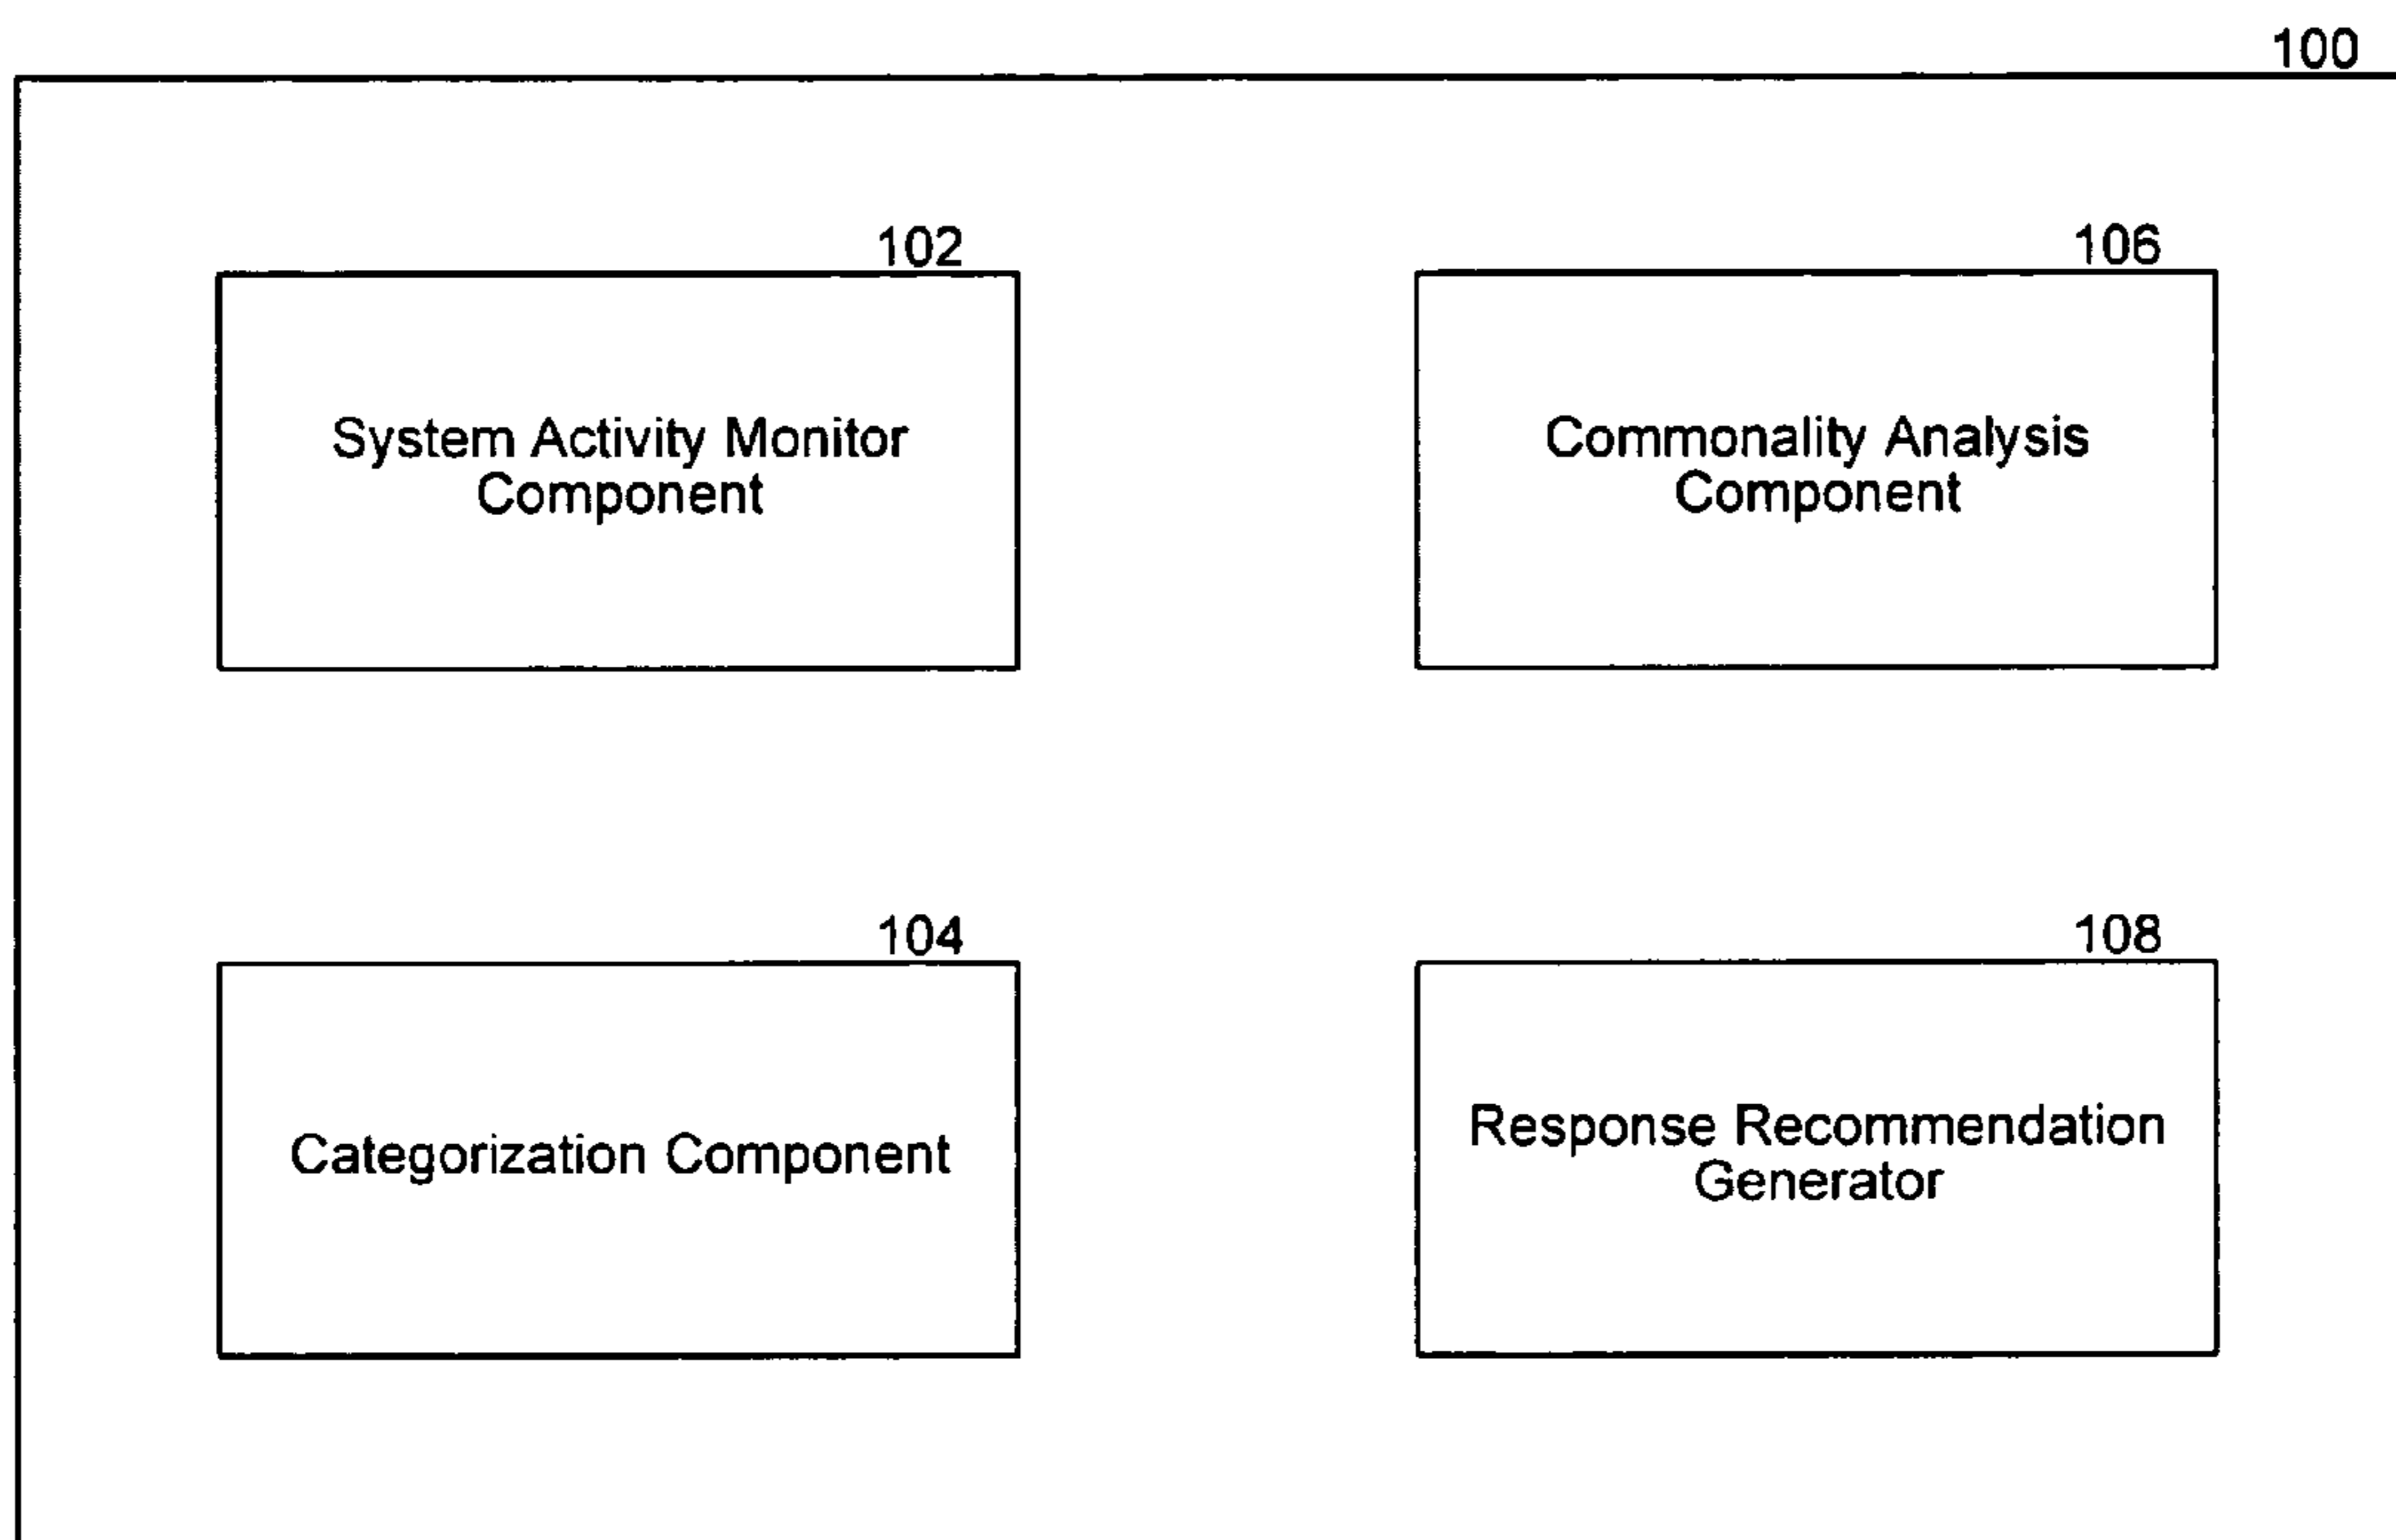 100
102
System Activity Monitor
Component
106
Commonality Analysis
Component
104
Categorization Component
108
Response Recommendation
Generator